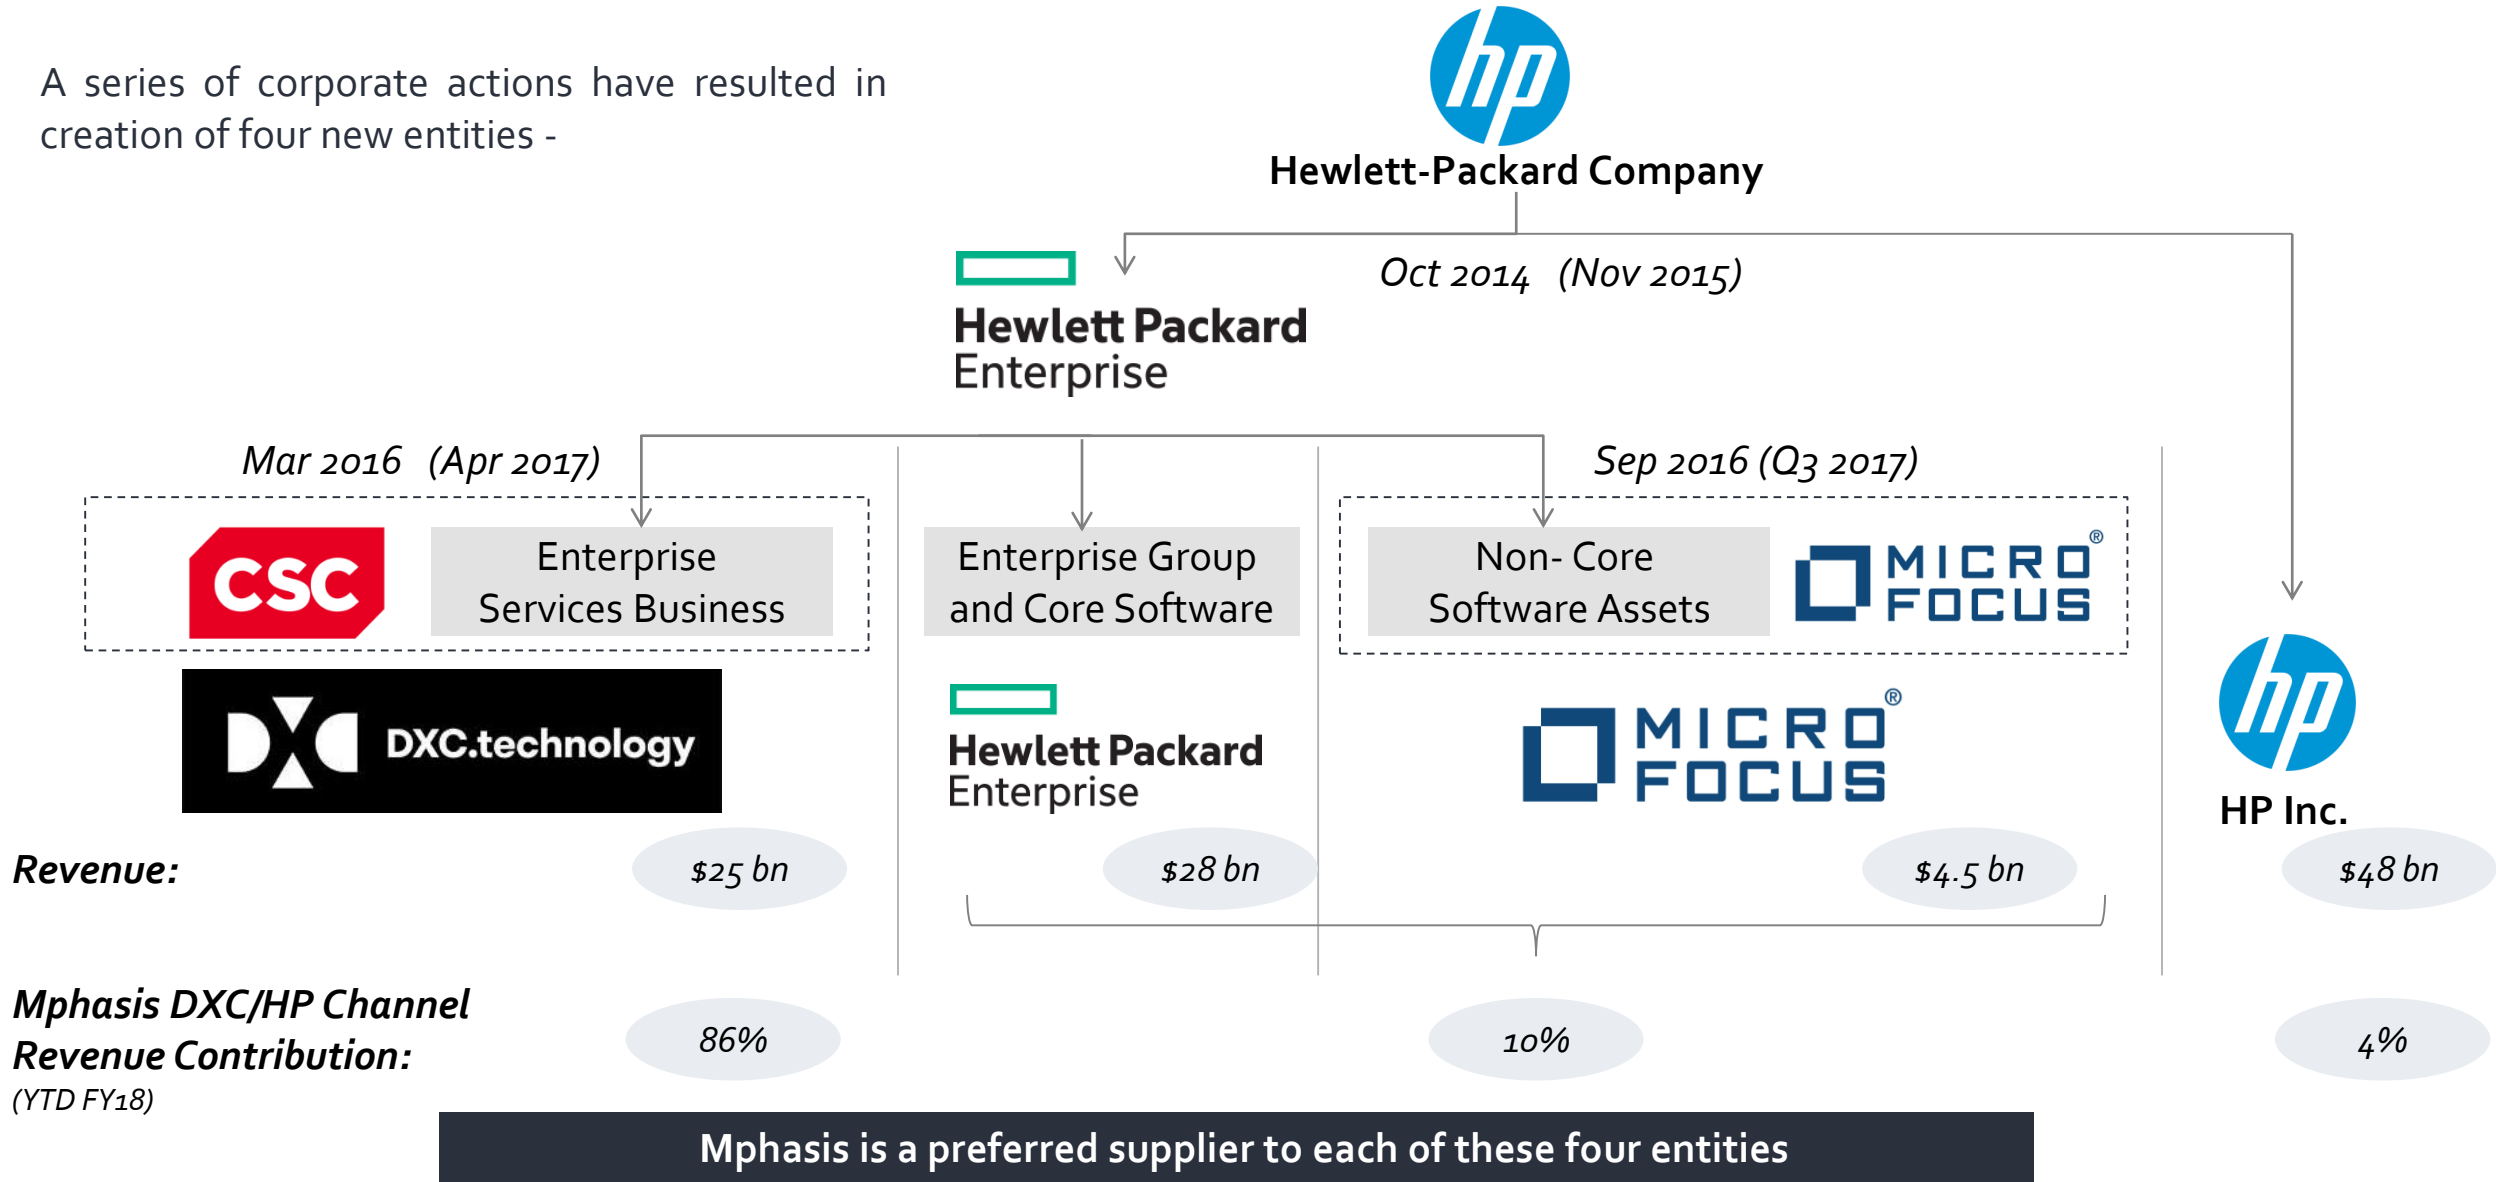 A series of corporate actions have resulted in
creation of four new entities -
hp
Hewlett-Packard Company
Oct 2014 (Nov 2015)
Hewlett Packard
Enterprise
Mar 2016 (Apr 2017)
Sep 2016 (Q3 2017)
CSC
Enterprise
Services Business
Enterprise Group
and Core Software
Non- Core
Software Assets
MICRO®
FOCUS
DXC.technology
Hewlett Packard
Enterprise
MICRO®
FOCUS
hp
HP Inc.
Revenue:
$25 bn
$28 bn
$4.5 bn
$48 bn
Mphasis DXC/HP Channel
Revenue Contribution:
(YTD FY18)
86%
10%
4%
Mphasis is a preferred supplier to each of these four entities